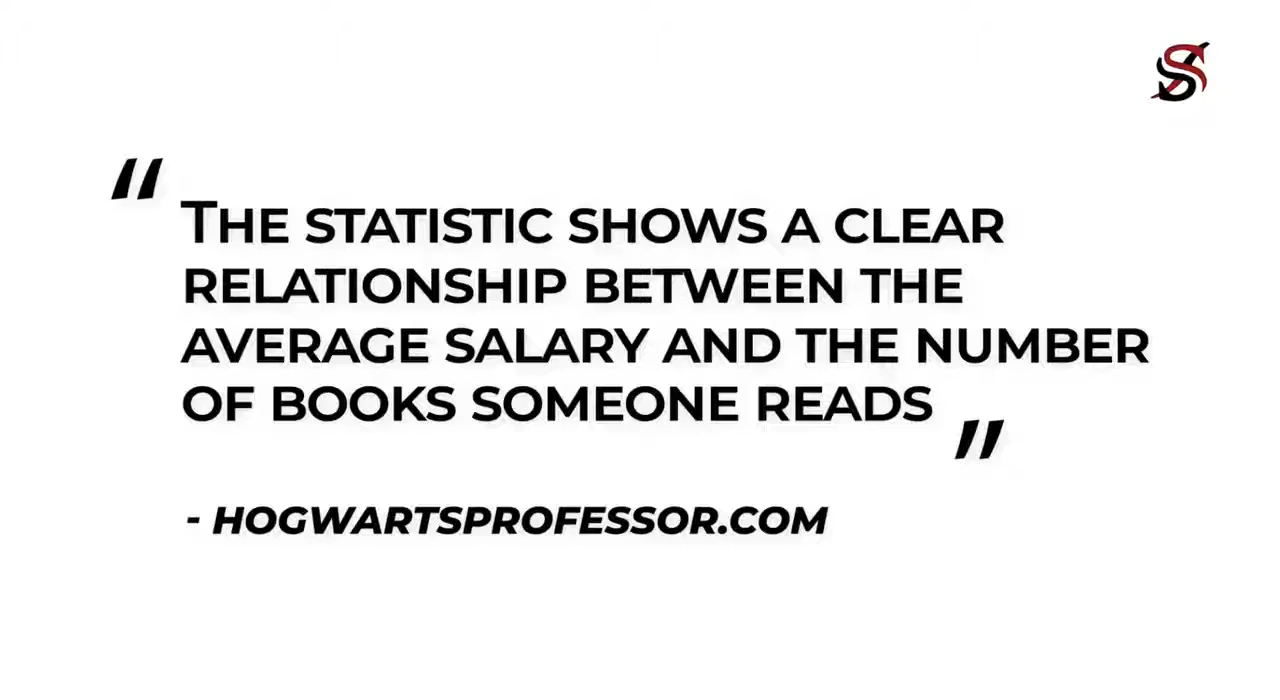 “ THE STATISTIC SHOWS A CLEAR
RELATIONSHIP BETWEEN THE
AVERAGE SALARY AND THE NUMBER
OF BOOKS SOMEONE READS ”
- HOGWARTSPROFESSOR.COM